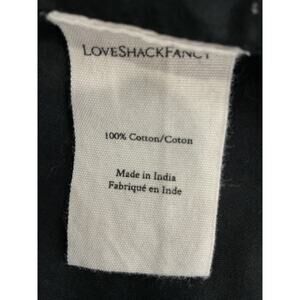 LOVESHACKFANCY
100% Cotton/Coton
Made in India
Fabriqué en Inde